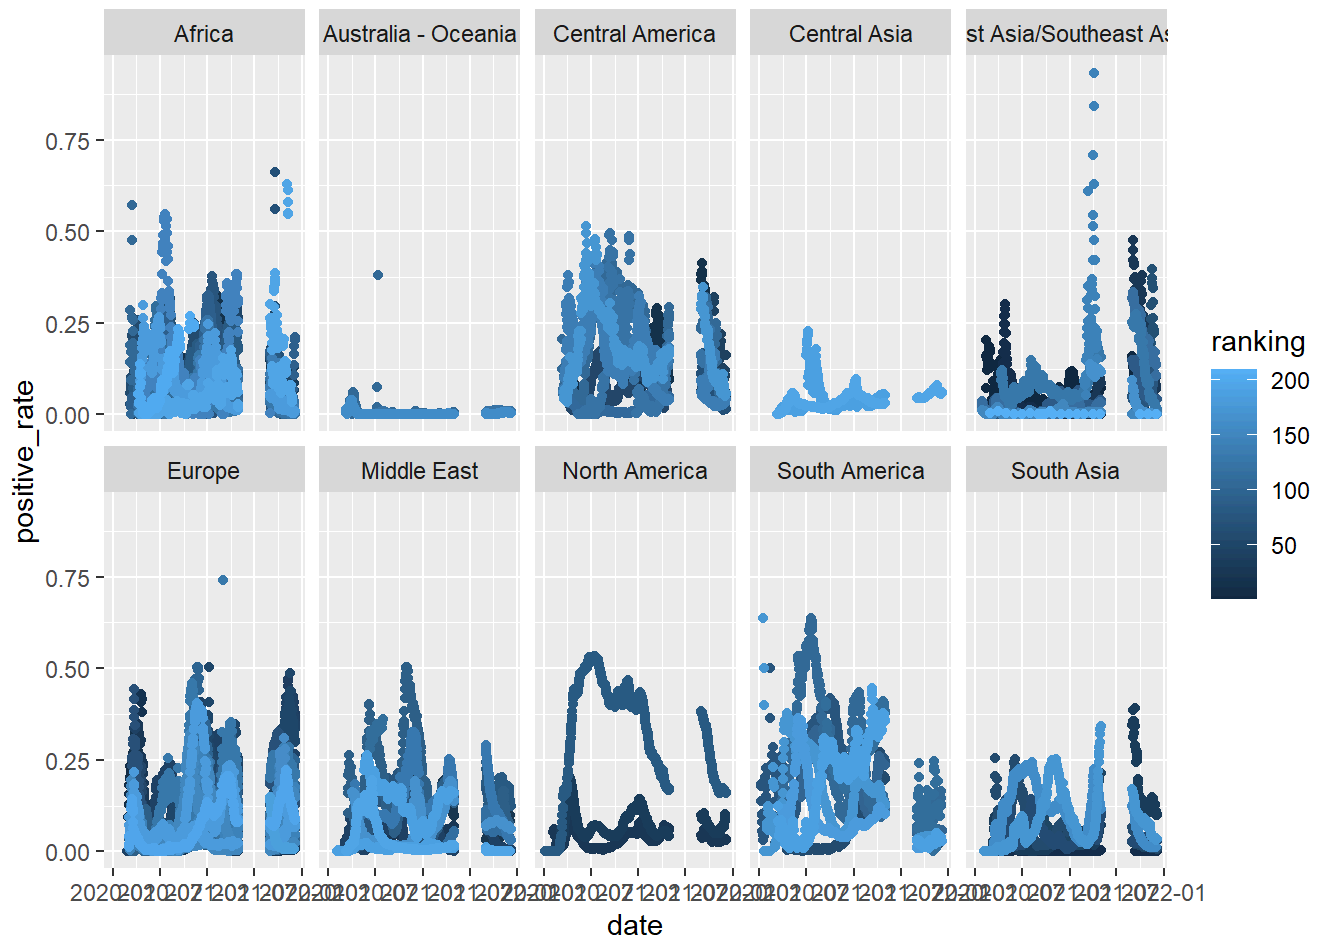 Africa
Australia - Oceania
Central America
Central Asia
st Asia/Southeast As
0.75
0.50
0.25
0.00
Europe
Middle East
North America
South America
South Asia
0.75
0.50
0.25
0.00
positive_rate
date
ranking
200
150
100
50